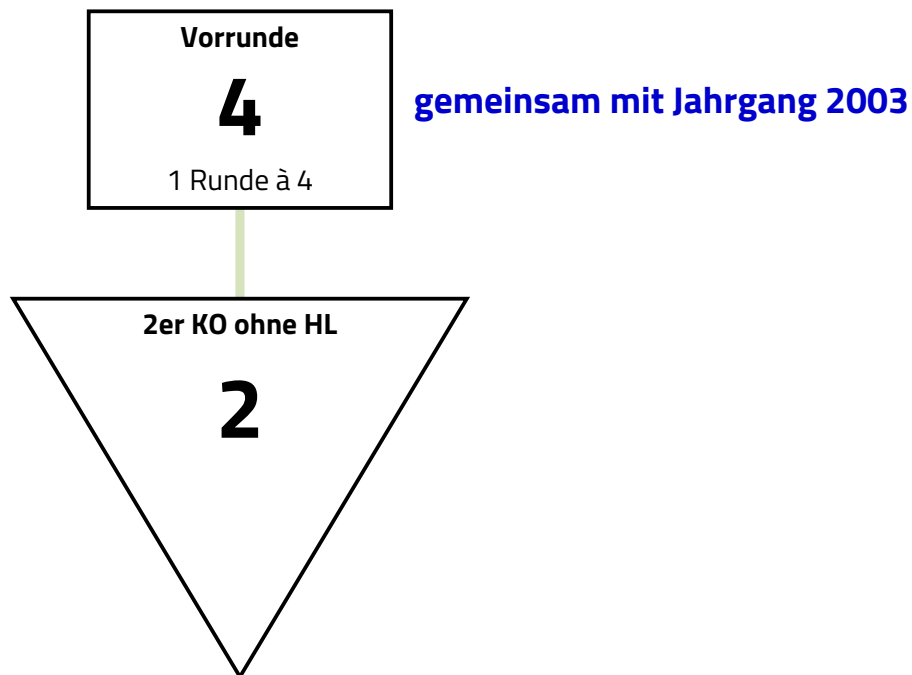 Vorrunde
4
gemeinsam mit Jahrgang 2003
1 Runde à 4
2er KO ohne HL
2